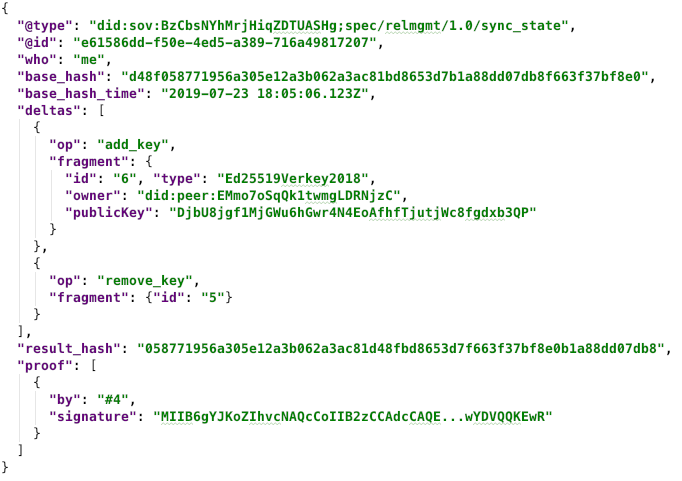 {
  "@type": "did:sov:BzCbsNYhMrjHiqZDTUASHg;spec/relmgmt/1.0/sync_state",
  "@id": "e61586dd-f50e-4ed5-a389-716a49817207",
  "who": "me",
  "base_hash": "d48f058771956a305e12a3b062a3ac81bd8653d7b1a88dd07db8f663f37bf8e0",
  "base_hash_time": "2019-07-23 18:05:06.123Z",
  "deltas": [
    {
      "op": "add_key",
      "fragment": {
        "id": "6", "type": "Ed25519Verkey2018",
        "owner": "did:peer:EMmo7oSqQk1twmgLDRNjzC",
        "publicKey": "DjbU8jgf1MjGWu6hGwr4N4EoAfhfTjutjWc8fgdxb3QP"
      }
    },
    {
      "op": "remove_key",
      "fragment": {"id": "5"}
    }
  ],
  "result_hash": "058771956a305e12a3b062a3ac81d48fbd8653d7f663f37bf8e0b1a88dd07db8",
  "proof": [
    {
      "by": "#4",
      "signature": "MIIB6gYJKoZIhvcNAQcCoIIB2zCCAdcCAQE...wYDVQQKEwR"
    }
  ]
}